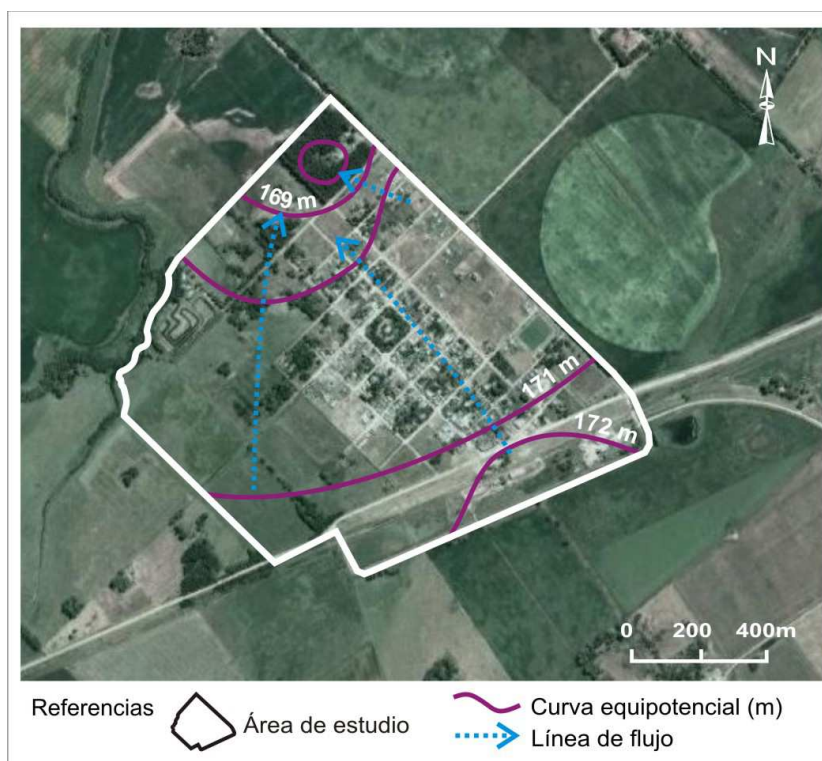 N
169 m
171 m
172 m
0 200 400m
Referencias
Área de estudio
Curva equipotencial (m)
Línea de flujo